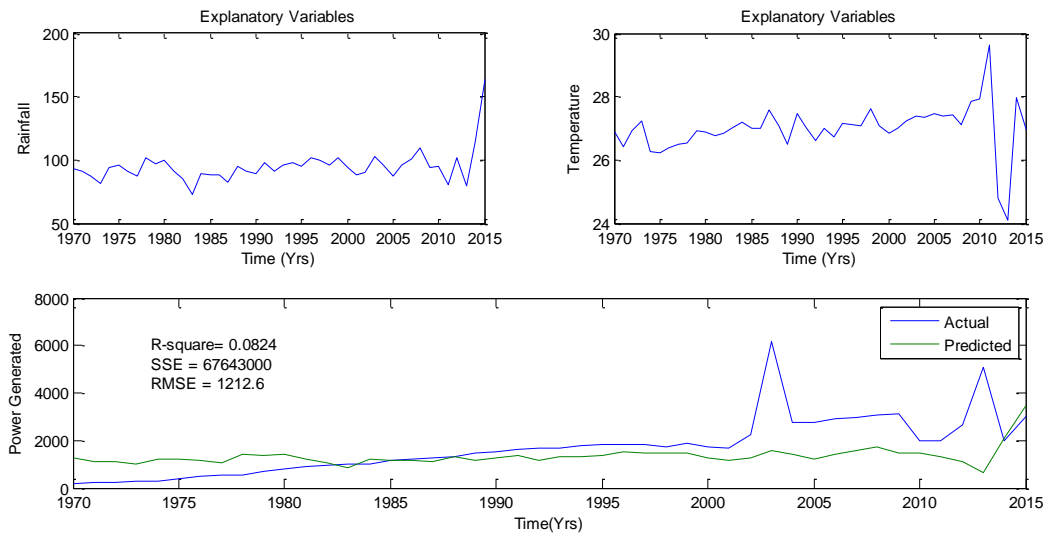 Explanatory Variables
200
150
100
50
Rainfall
1970 1975 1980 1985 1990 1995 2000 2005 2010 2015
Time (Yrs)
Explanatory Variables
30
28
26
24
Temperature
1970 1975 1980 1985 1990 1995 2000 2005 2010 2015
Time (Yrs)
8000
6000
4000
2000
0
Power Generated
R-square= 0.0824
SSE = 67643000
RMSE = 1212.6
Actual
Predicted
1970 1975 1980 1985 1990 1995 2000 2005 2010 2015
Time(Yrs)